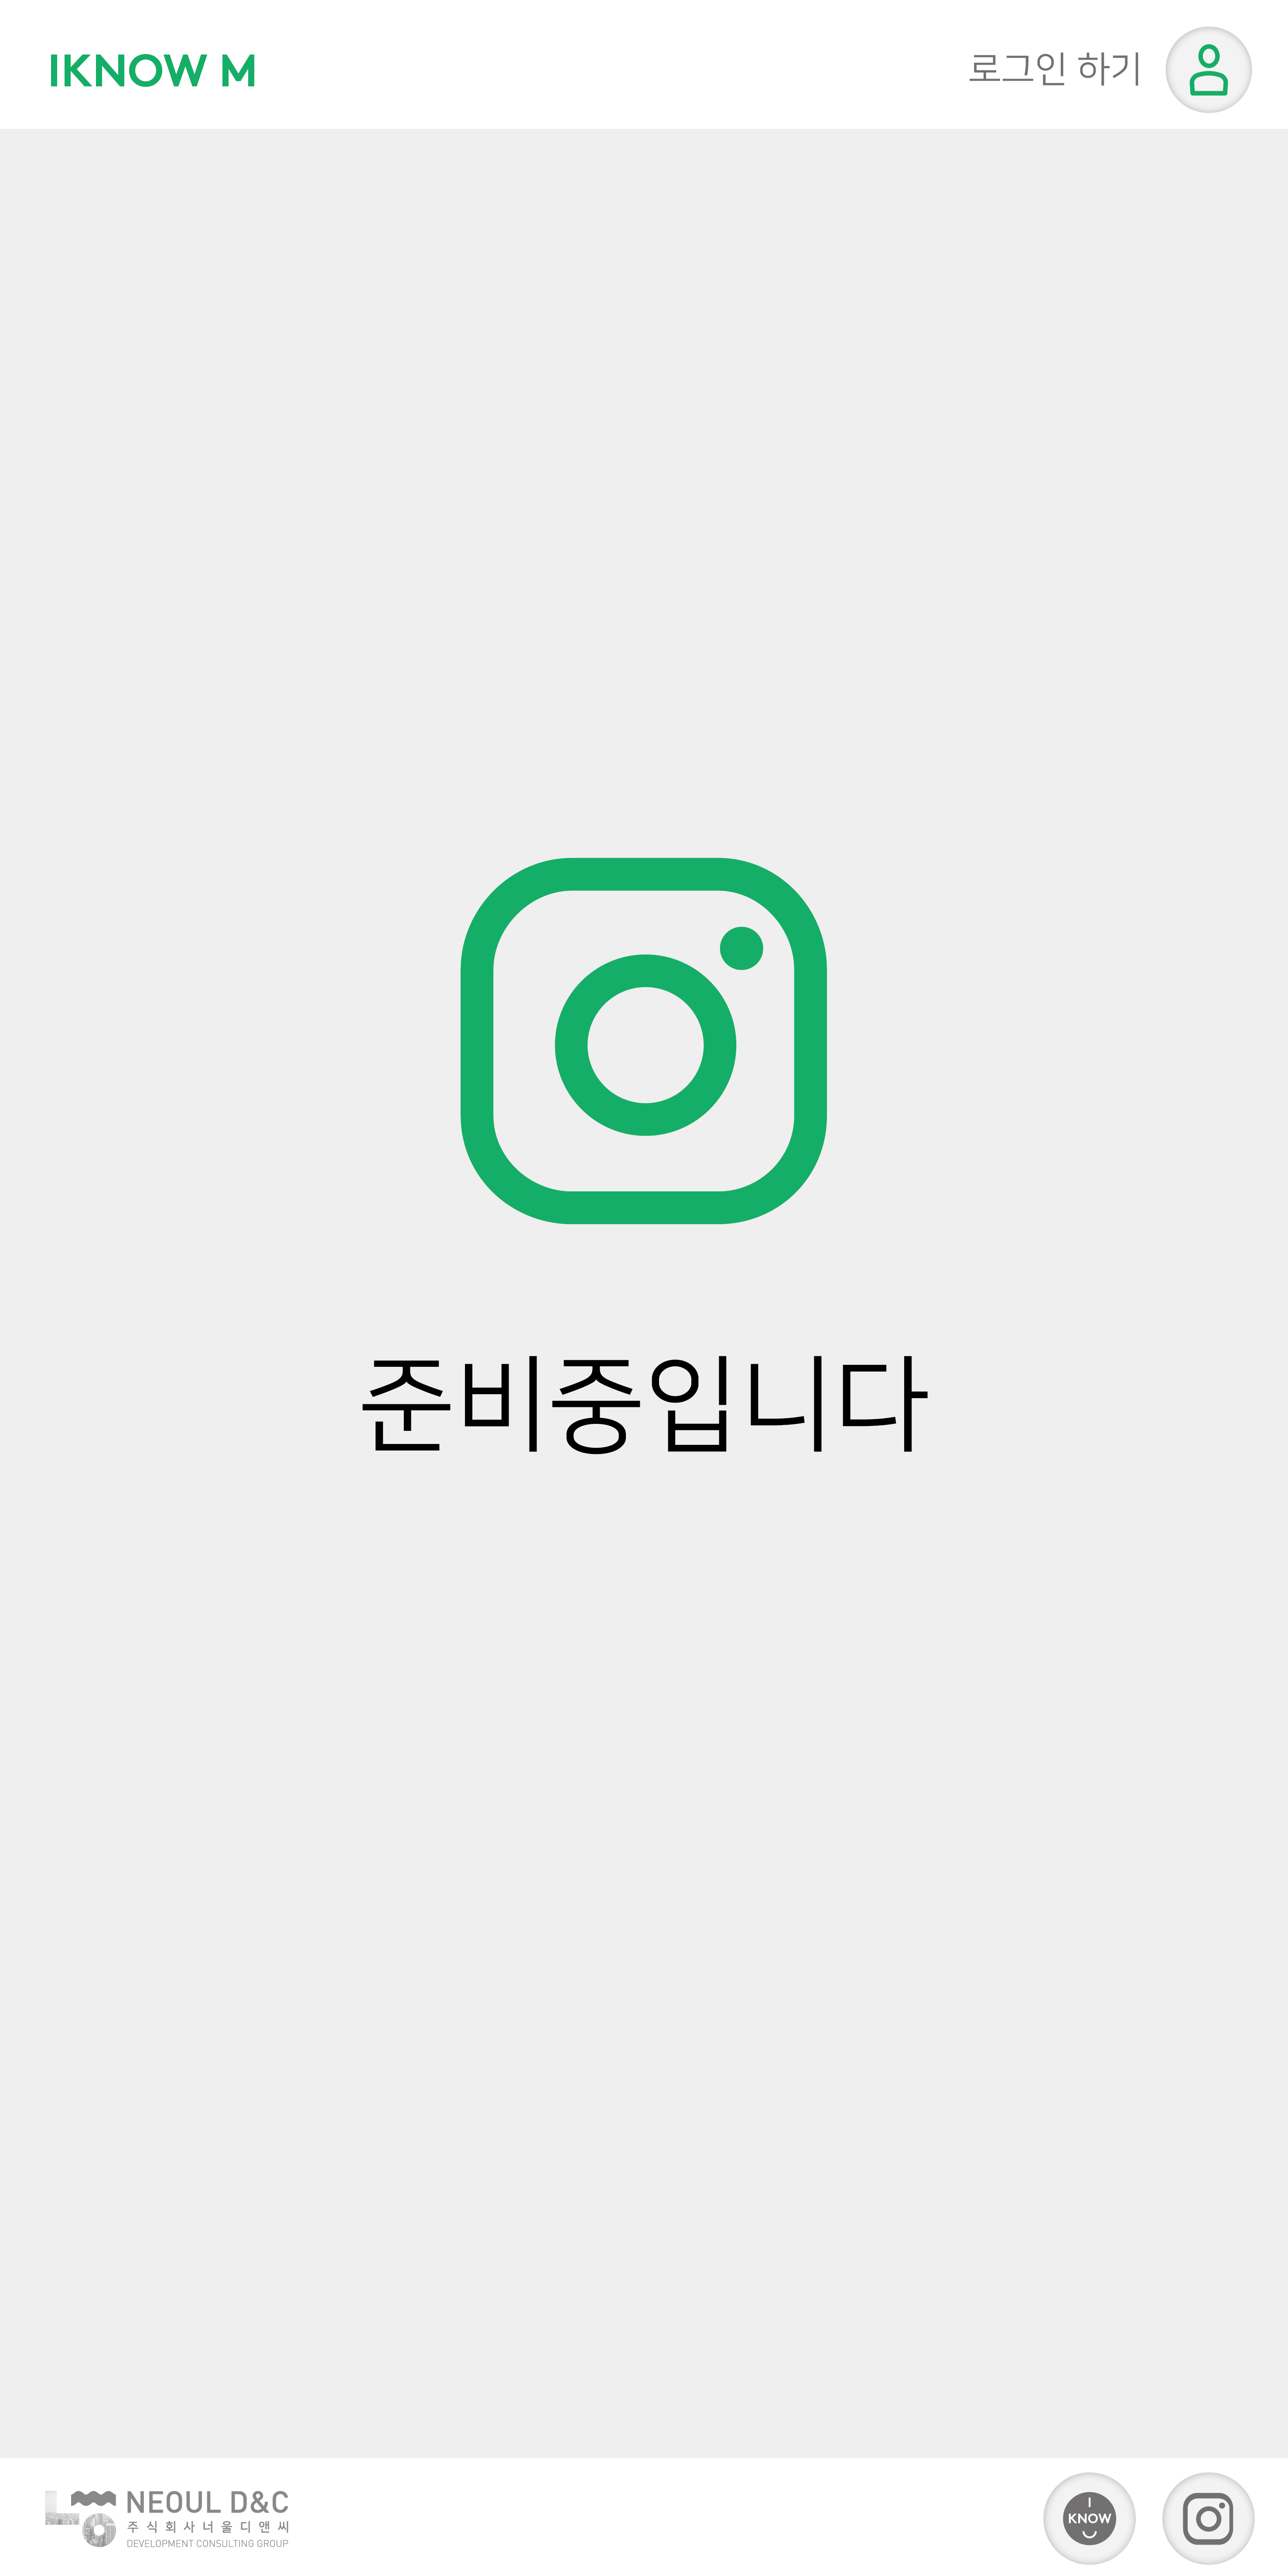 IKNOW M
로그인 하기
준비중입니다
NEOUL D&C
주식회사너울디앤씨
DEVELOPMENT CONSULTING GROUP
I
KNOW